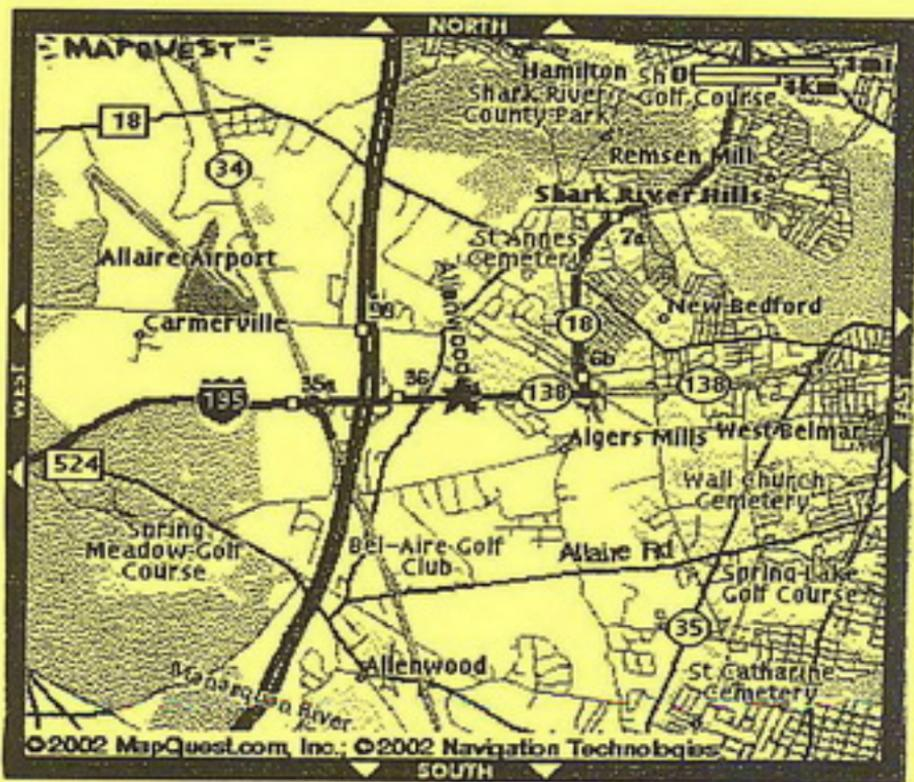 NORTH
MAPQUEST
Hamilton
Sh
0
1mi
1km
Shark River
County Park
Golf Course
18
34
Remsen Mill
Shark River Hills
7a
St Annes
Cemetery
Allaire Airport
Allenwood
New Bedford
Carmerville
98
18
6b
WEST
EAST
195
35a
36
138
138
Algers Mills
West Belmar
524
Wall Church
Cemetery
Spring
Meadow Golf
Course
Bel-Aire Golf
Club
Allaire Rd
Spring Lake
Golf Course
35
Allenwood
St Catharine
Cemetery
Manasquan River
©2002 MapQuest.com, Inc.; ©2002 Navigation Technologies
SOUTH